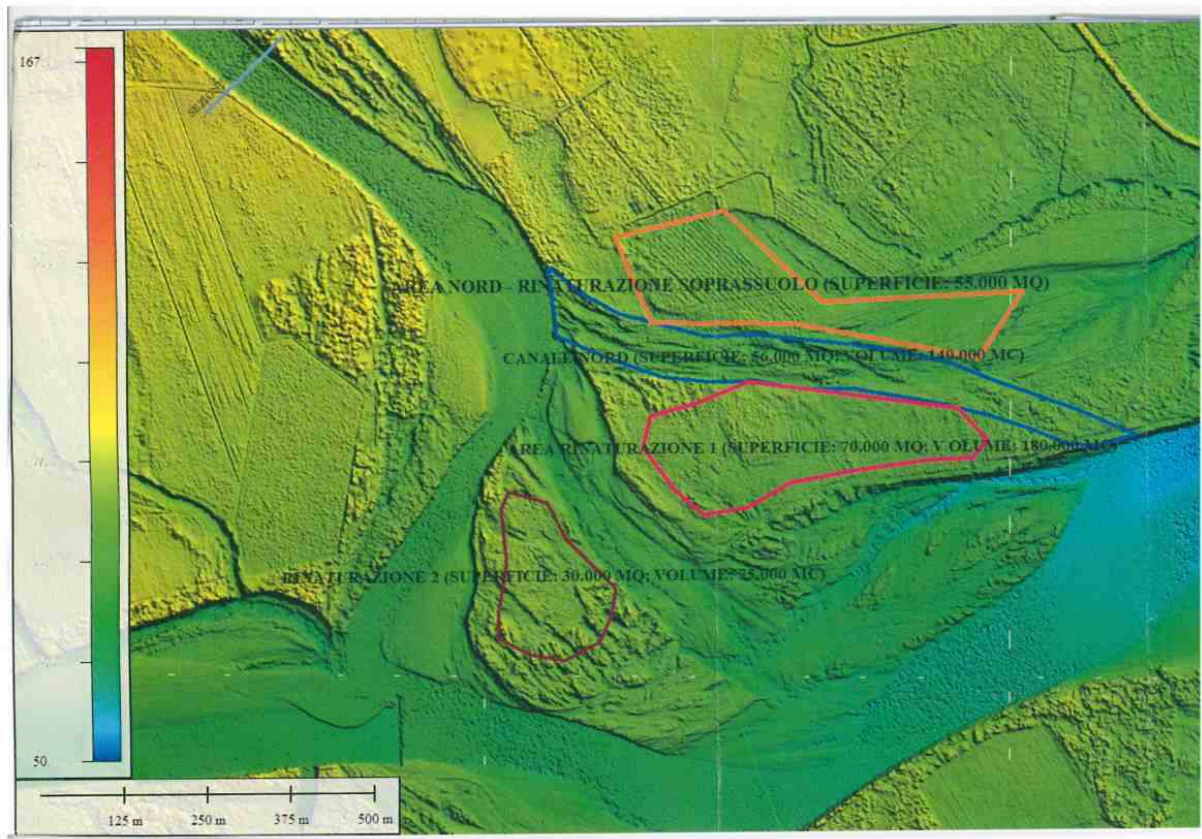 167
AREA NORD - RINATURAZIONE SOPRASSUOLO (SUPERFICIE: 55.000 MQ)
CANALE NORD (SUPERFICIE: 56.000 MQ; VOLUME: 140.000 MC)
AREA RINATURAZIONE 1 (SUPERFICIE: 70.000 MQ; VOLUME: 180.000 MC)
RINATURAZIONE 2 (SUPERFICIE: 30.000 MQ; VOLUME: 75.000 MC)
50.
125 m 250 m 375 m 500 m